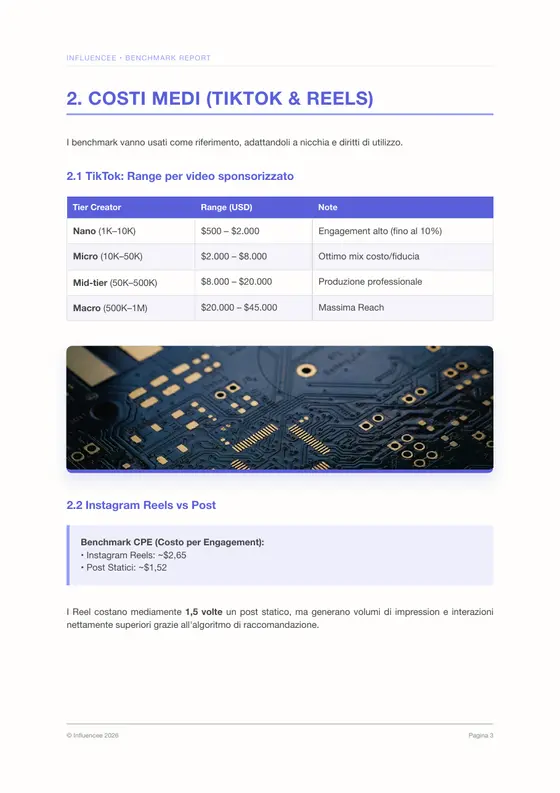 INFLUENCEE • BENCHMARK REPORT
2. COSTI MEDI (TIKTOK & REELS)
I benchmark vanno usati come riferimento, adattandoli a nicchia e diritti di utilizzo.
2.1 TikTok: Range per video sponsorizzato
Tier Creator Range (USD) Note
Nano (1K–10K) $500 – $2.000 Engagement alto (fino al 10%)
Micro (10K–50K) $2.000 – $8.000 Ottimo mix costo/fiducia
Mid-tier (50K–500K) $8.000 – $20.000 Produzione professionale
Macro (500K–1M) $20.000 – $45.000 Massima Reach
2.2 Instagram Reels vs Post
Benchmark CPE (Costo per Engagement):
• Instagram Reels: ~$2,65
• Post Statici: ~$1,52
I Reel costano mediamente 1,5 volte un post statico, ma generano volumi di impression e interazioni
nettamente superiori grazie all'algoritmo di raccomandazione.
© Influencee 2026 Pagina 3